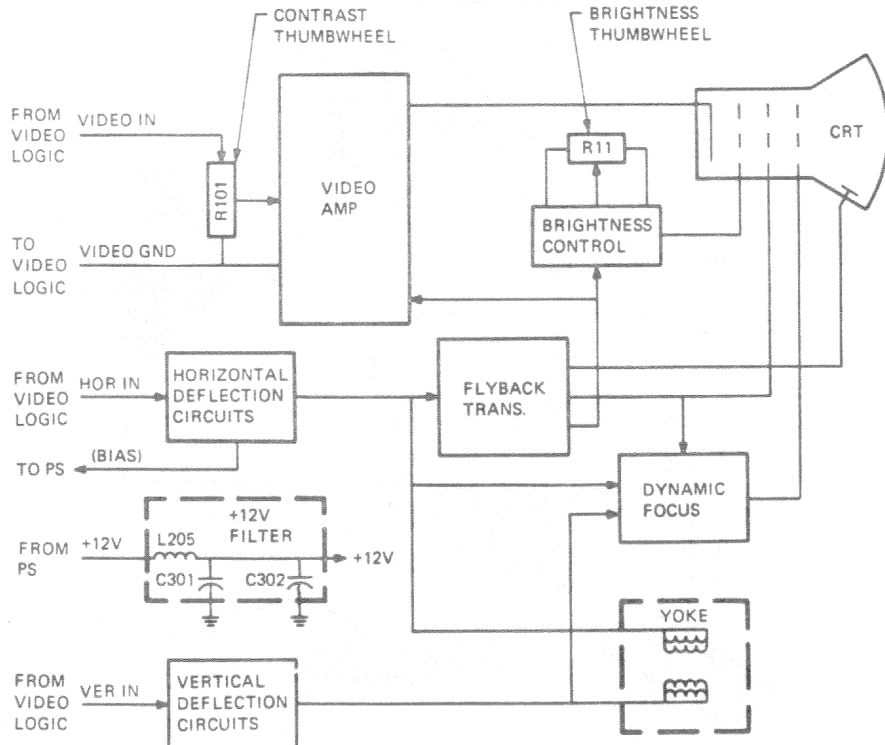 CONTRAST
THUMBWHEEL
BRIGHTNESS
THUMBWHEEL
FROM
VIDEO
LOGIC
VIDEO IN
R101
VIDEO
AMP
R11
CRT
BRIGHTNESS
CONTROL
TO
VIDEO
LOGIC
VIDEO GND
FROM
VIDEO
LOGIC
HOR IN
HORIZONTAL
DEFLECTION
CIRCUITS
FLYBACK
TRANS.
TO PS
(BIAS)
DYNAMIC
FOCUS
+12V
FILTER
FROM
PS
+12V
L205
C301
C302
+12V
YOKE
FROM
VIDEO
LOGIC
VER IN
VERTICAL
DEFLECTION
CIRCUITS